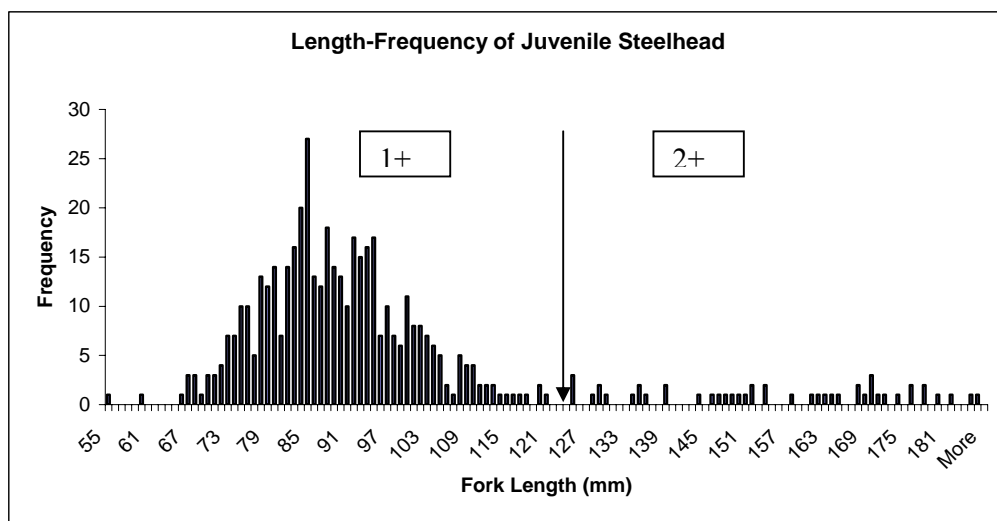 Length-Frequency of Juvenile Steelhead
30
25
20
15
10
5
0
1+
2+
Frequency
55 61 67 73 79 85 91 97 103 109 115 121 127 133 139 145 151 157 163 169 175 181 More
Fork Length (mm)